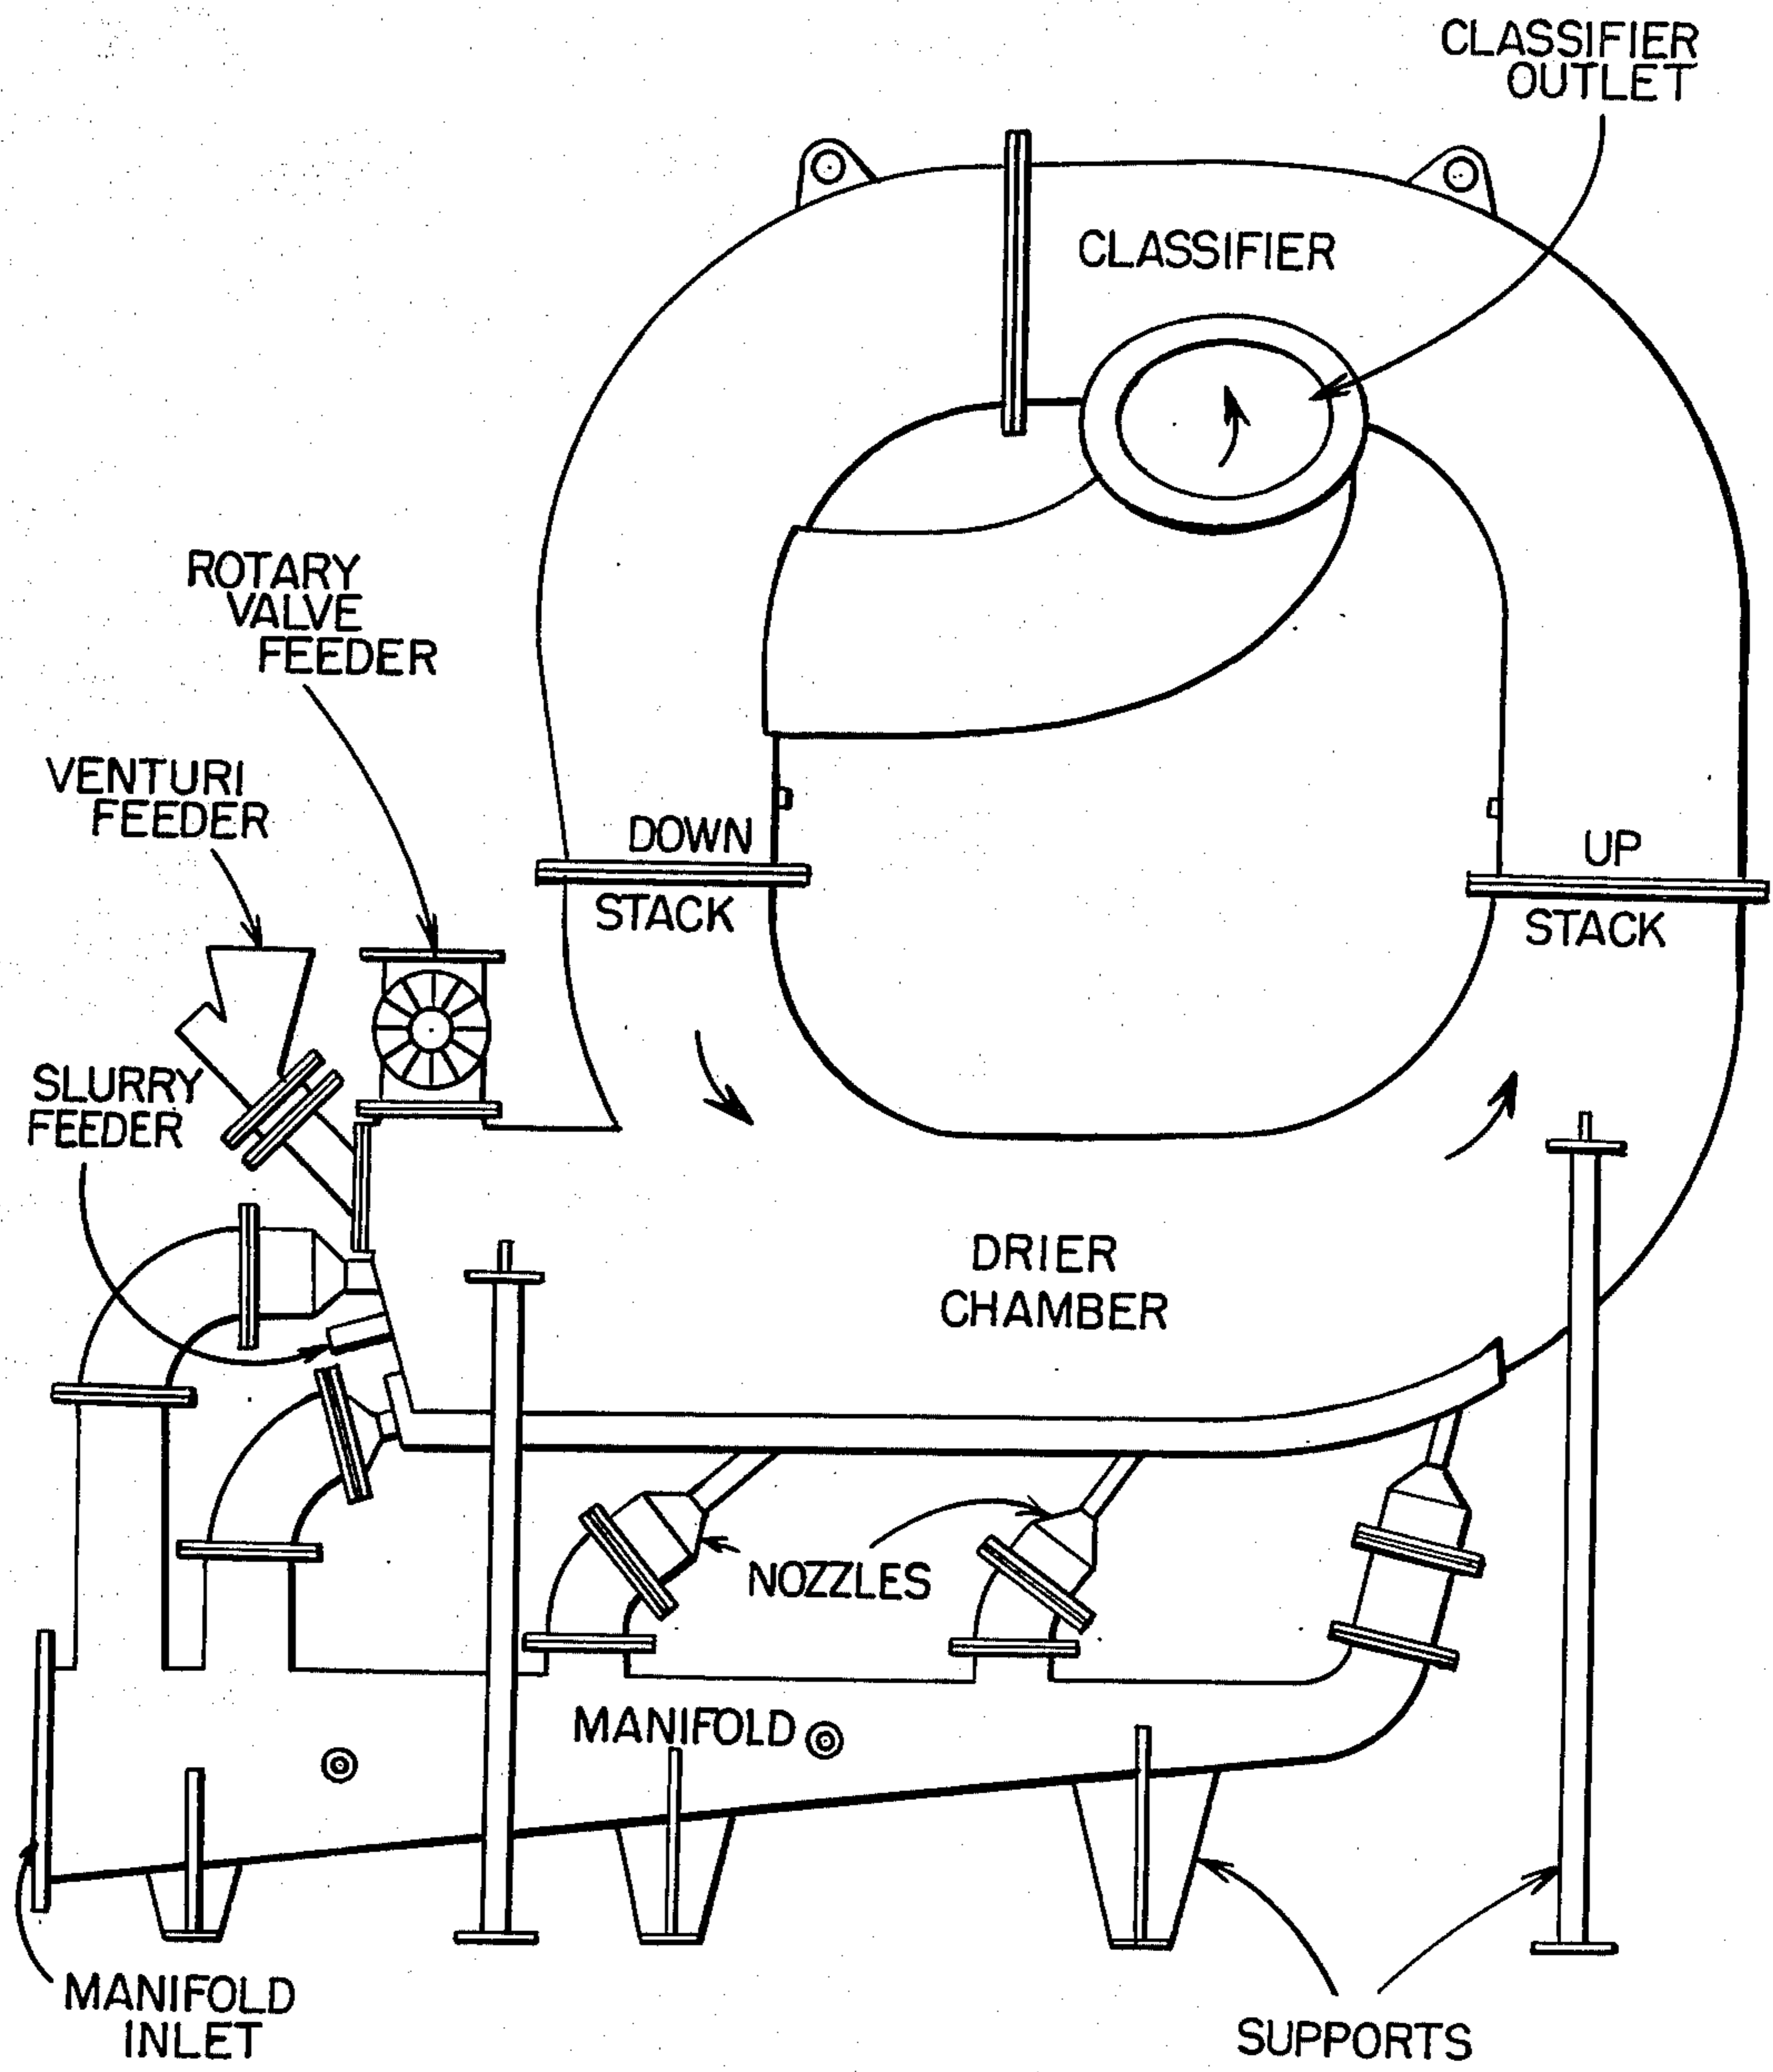 CLASSIFIER
OUTLET
CLASSIFIER
ROTARY
VALVE
FEEDER
VENTURI
FEEDER
DOWN
STACK
UP
STACK
SLURRY
FEEDER
DRIER
CHAMBER
NOZZLES
MANIFOLD
MANIFOLD
INLET
SUPPORTS